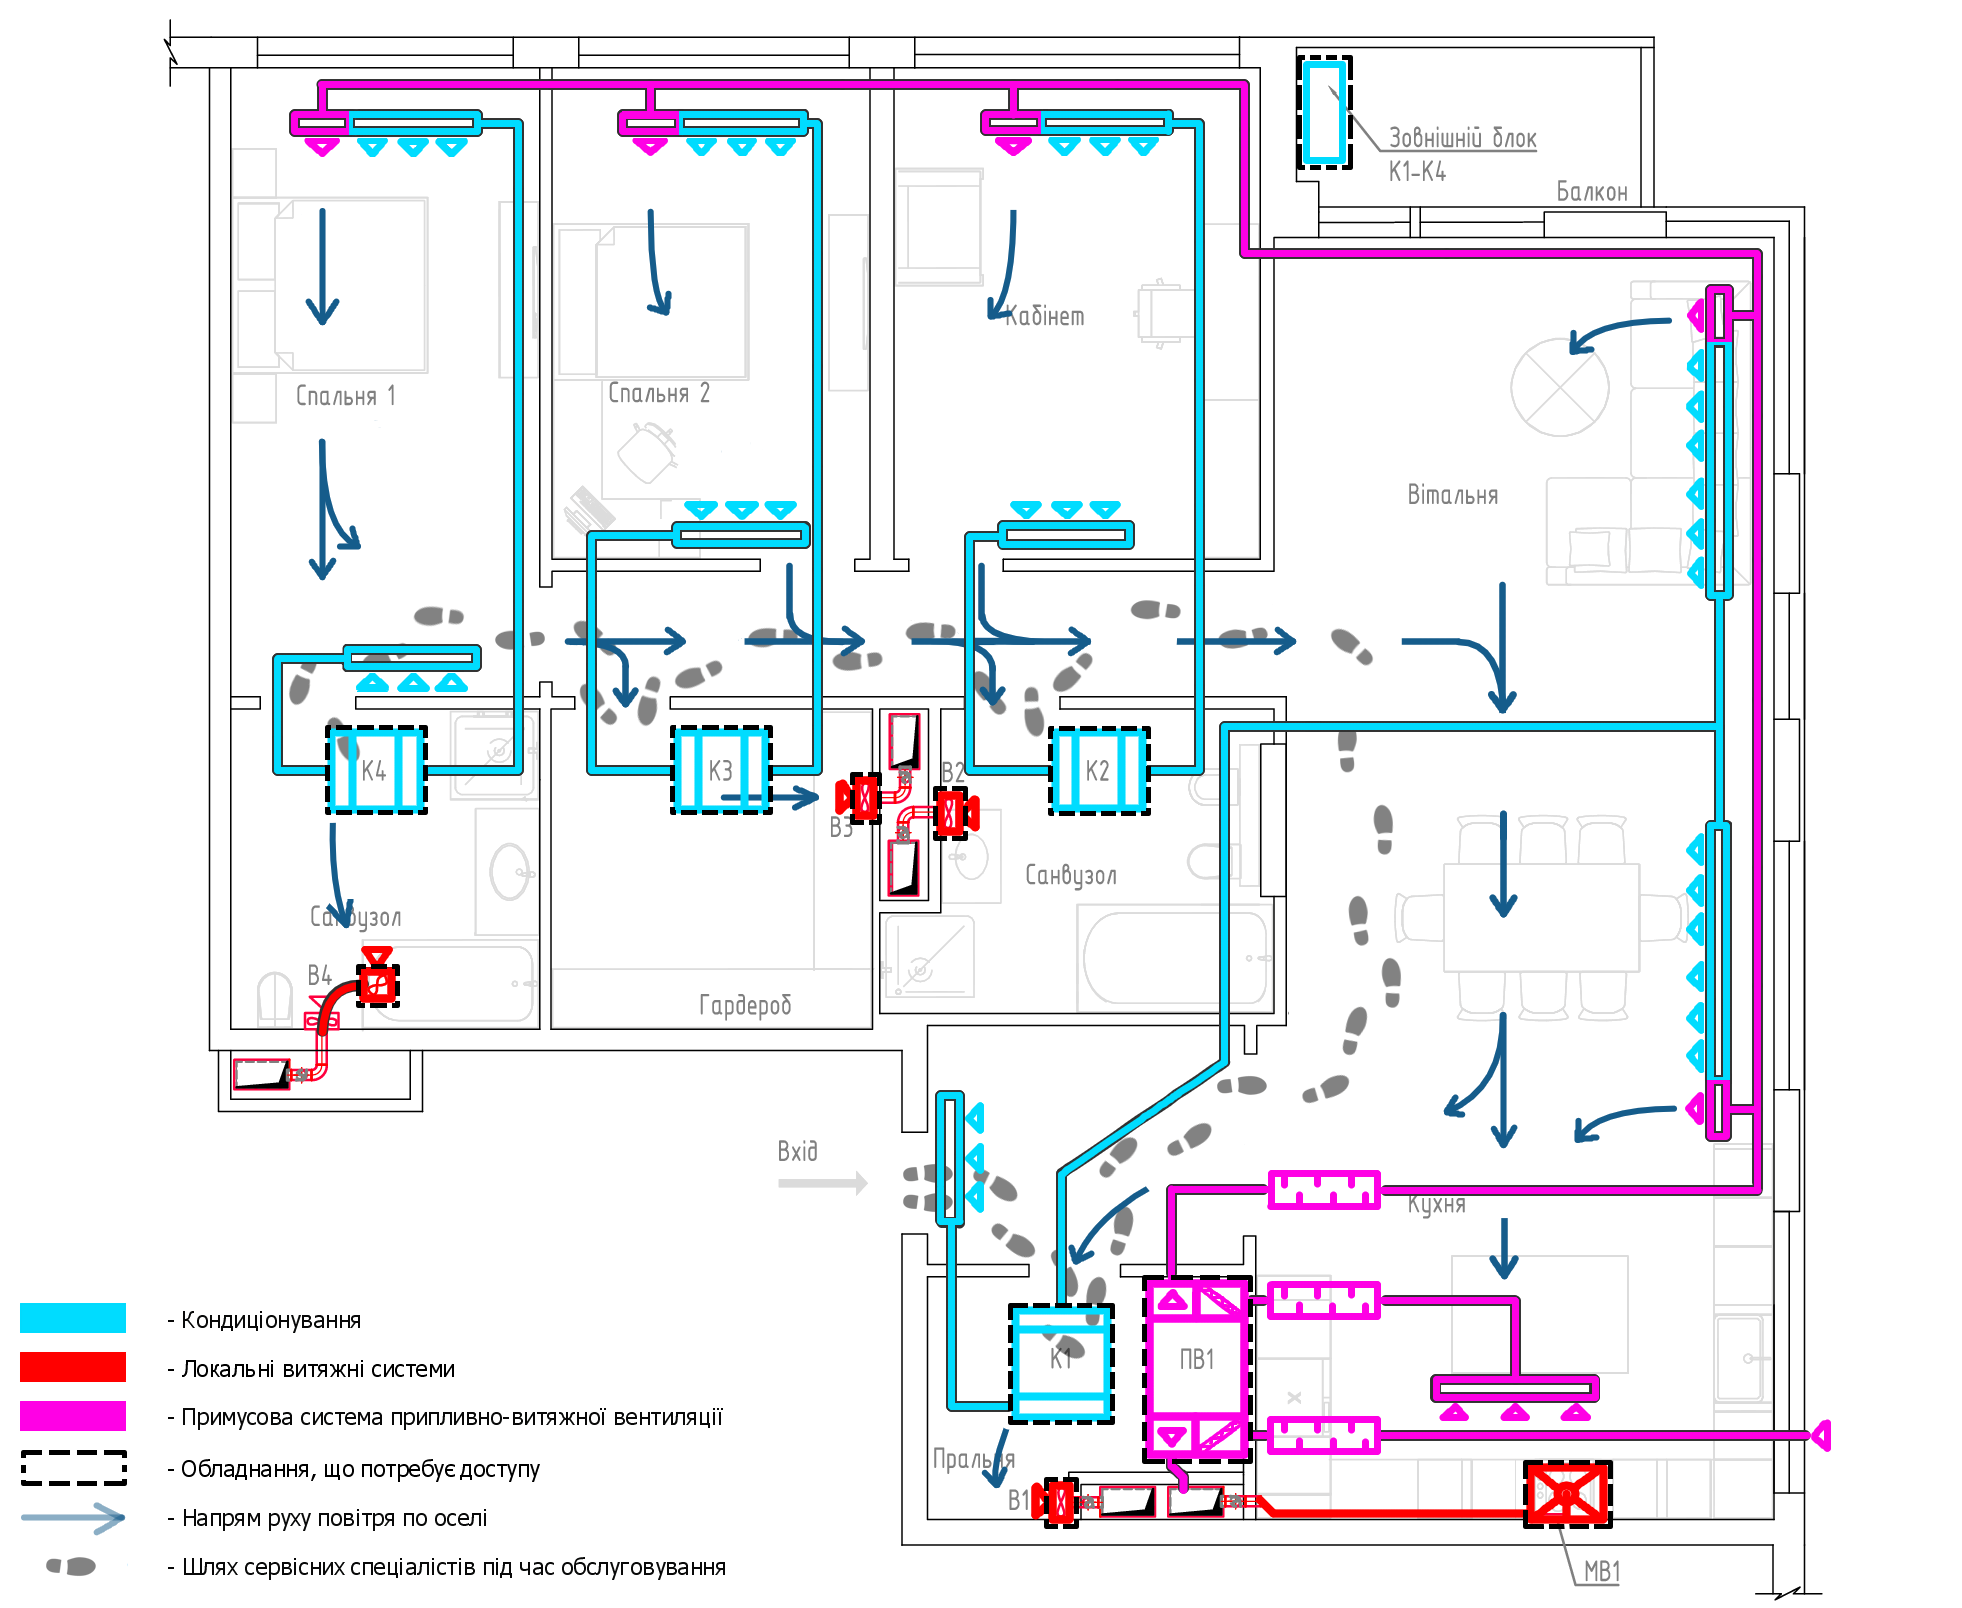 Зовнішній блок
К1-К4
Балкон
Кабінет
Спальня 1
Спальня 2
Вітальня
К4
К3
К2
В2
В3
Санвузол
Санвузол
В4
Гардероб
Вхід
Кухня
К1
ПВ1
Пральня
В1
МВ1
- Кондиціонування
- Локальні витяжні системи
- Примусова система припливно-витяжної вентиляції
- Обладнання, що потребує доступу
- Напрям руху повітря по оселі
- Шлях сервісних спеціалістів під час обслуговування